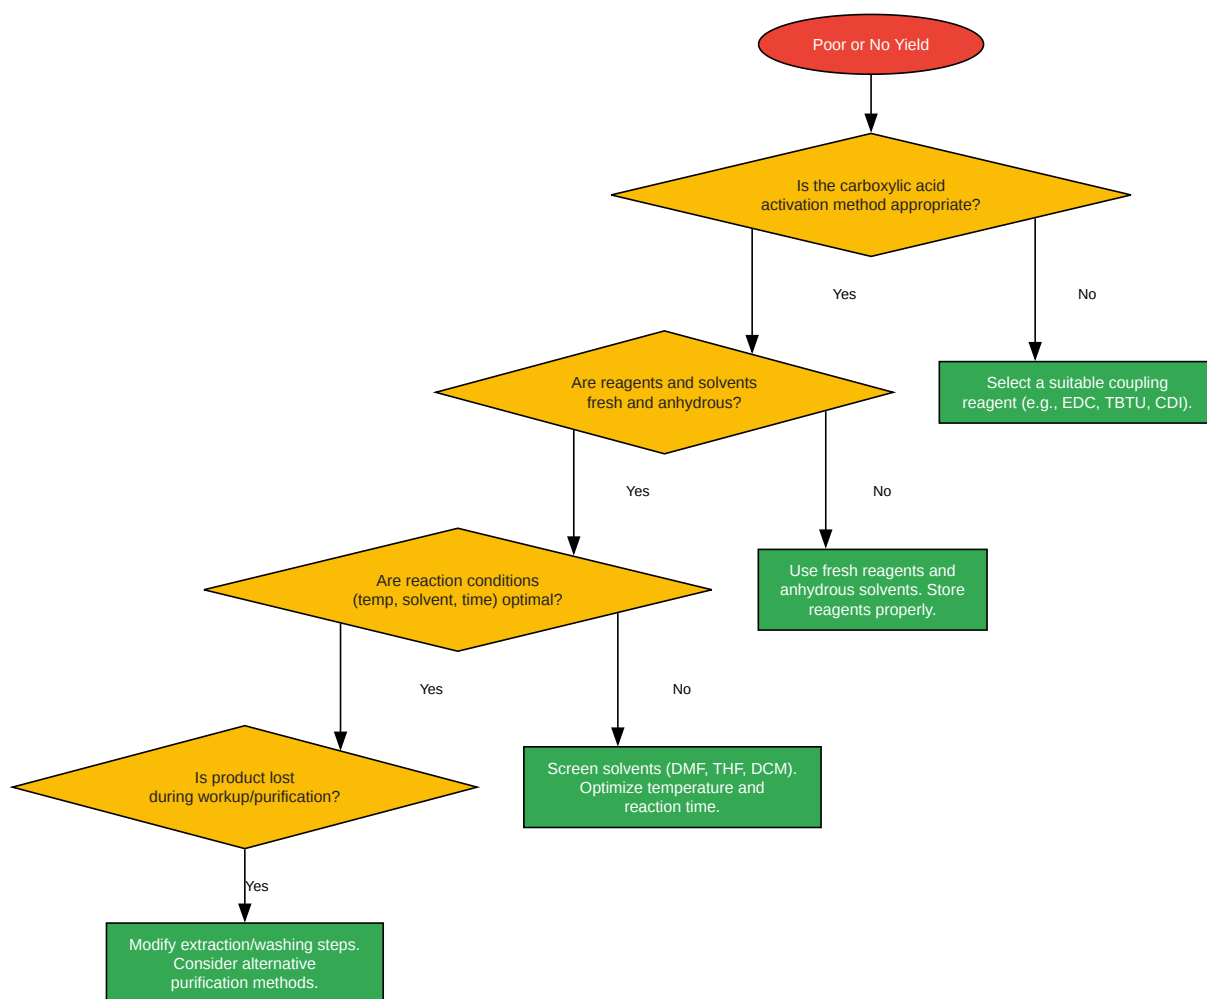 Poor or No Yield
Is the carboxylic acid
activation method appropriate?
Yes
No
Are reagents and solvents
fresh and anhydrous?
Select a suitable coupling
reagent (e.g., EDC, TBTU, CDI).
Yes
No
Are reaction conditions
(temp, solvent, time) optimal?
Use fresh reagents and
anhydrous solvents. Store
reagents properly.
Yes
No
Is product lost
during workup/purification?
Screen solvents (DMF, THF, DCM).
Optimize temperature and
reaction time.
Yes
Modify extraction/washing steps.
Consider alternative
purification methods.